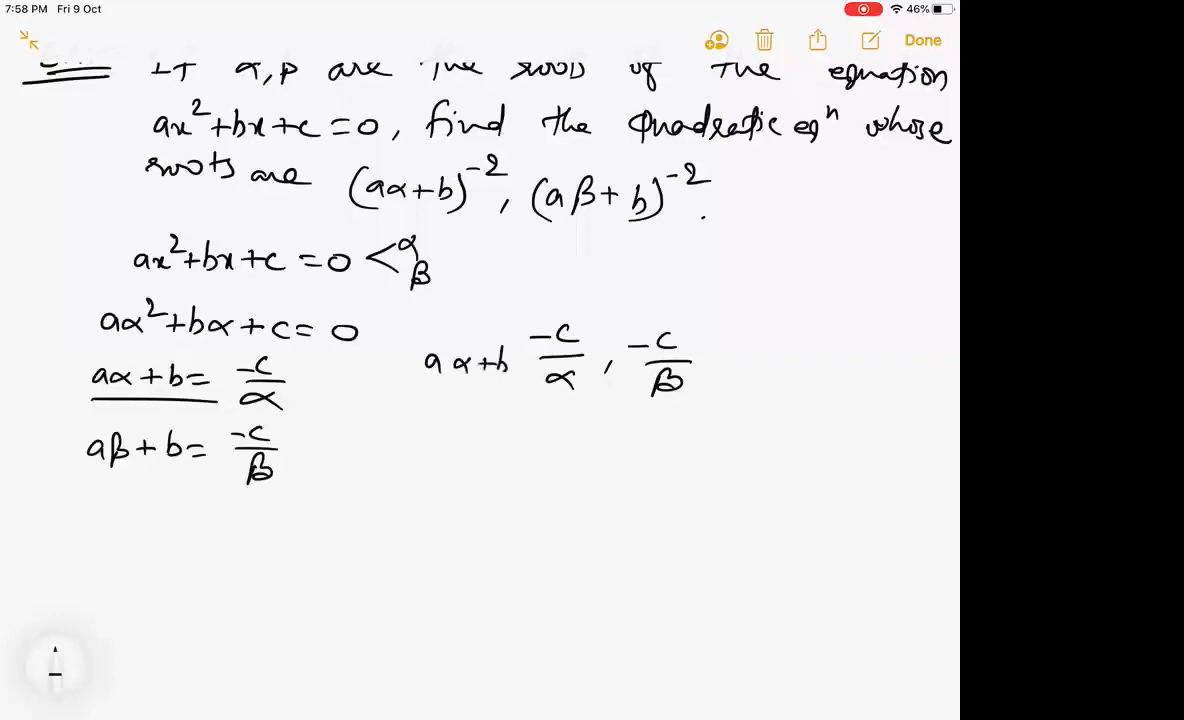 7:58 PM Fri 9 Oct
46%
Done
If α, β are the roots of the equation
ax²+bx+c=0, find the Quadratic eqⁿ whose
roots are (aα+b)⁻², (aβ+b)⁻².
ax²+bx+c=0 < α β
aα²+bα+c=0
aα+b= -c/α
aα+b -c/α, -c/β
aβ+b= -c/β